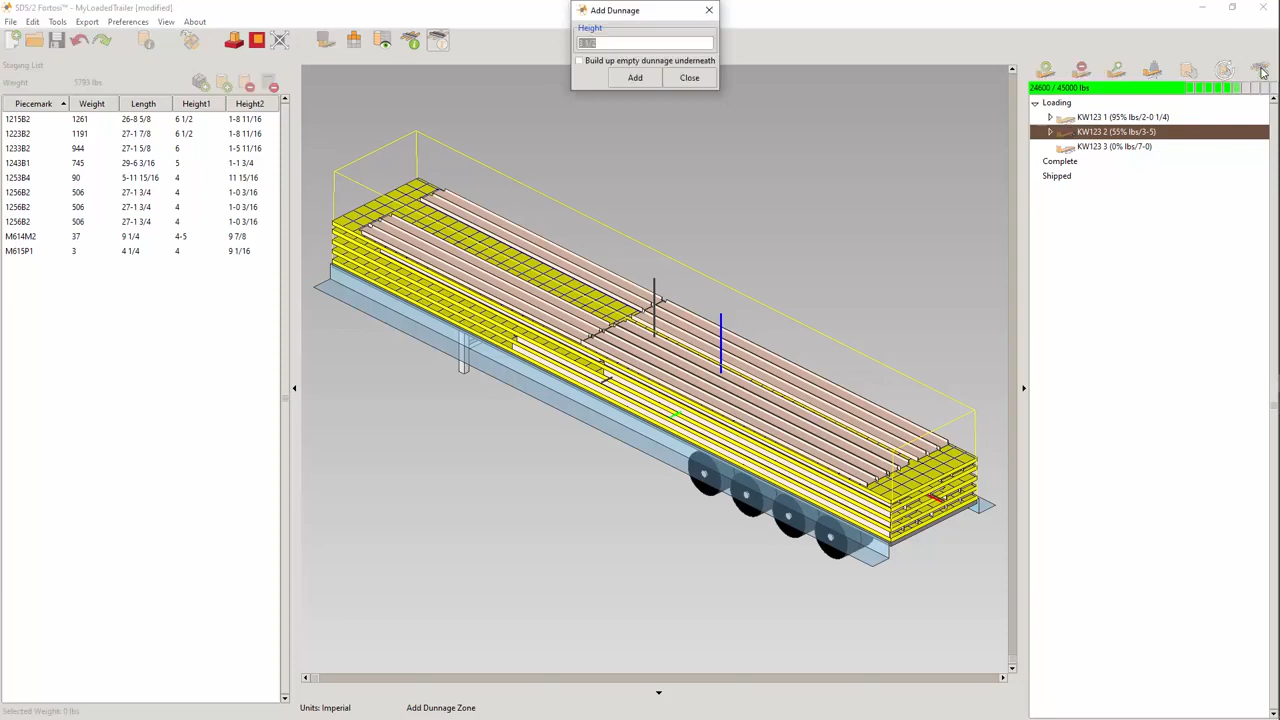 SDS/2 Fortosi™ - MyLoadedTrailer [modified]
File Edit Tools Export Preferences View About
Add Dunnage
Height
Build up empty dunnage underneath
Add Close
Staging List
Weight 5793 lbs
Piecemark Weight Length Height1 Height2
1215B2 1261 26-8 5/8 6 1/2 1-8 11/16
1223B2 1191 27-1 7/8 6 1-8 11/16
1233B2 944 27-1 5/8 6 1-5 11/16
1243B1 745 29-6 3/16 5 1-1 3/4
1253B4 90 5-11 15/16 4 11 15/16
1256B2 506 27-1 3/4 4 1-0 3/16
1256B2 506 27-1 3/4 4 1-0 3/16
1256B2 506 27-1 3/4 4 1-0 3/16
M614M2 37 9 1/4 4-5 9 7/8
M615P1 3 4 1/4 4 9 1/16
24600 / 45000 lbs
Loading
KW123 1 (95% lbs/2-0 1/4)
KW123 2 (55% lbs/3-5)
KW123 3 (0% lbs/7-0)
Complete
Shipped
Selected Weight: 0 lbs
Units: Imperial Add Dunnage Zone